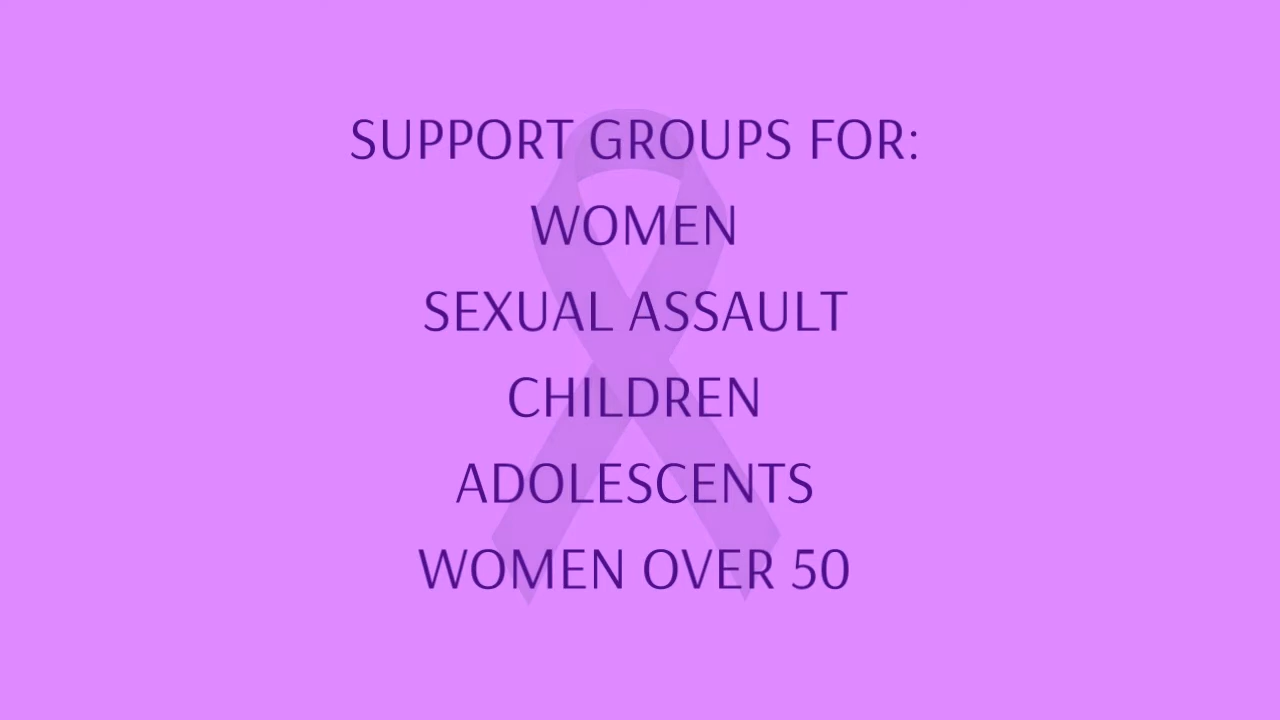 SUPPORT GROUPS FOR:
WOMEN
SEXUAL ASSAULT
CHILDREN
ADOLESCENTS
WOMEN OVER 50